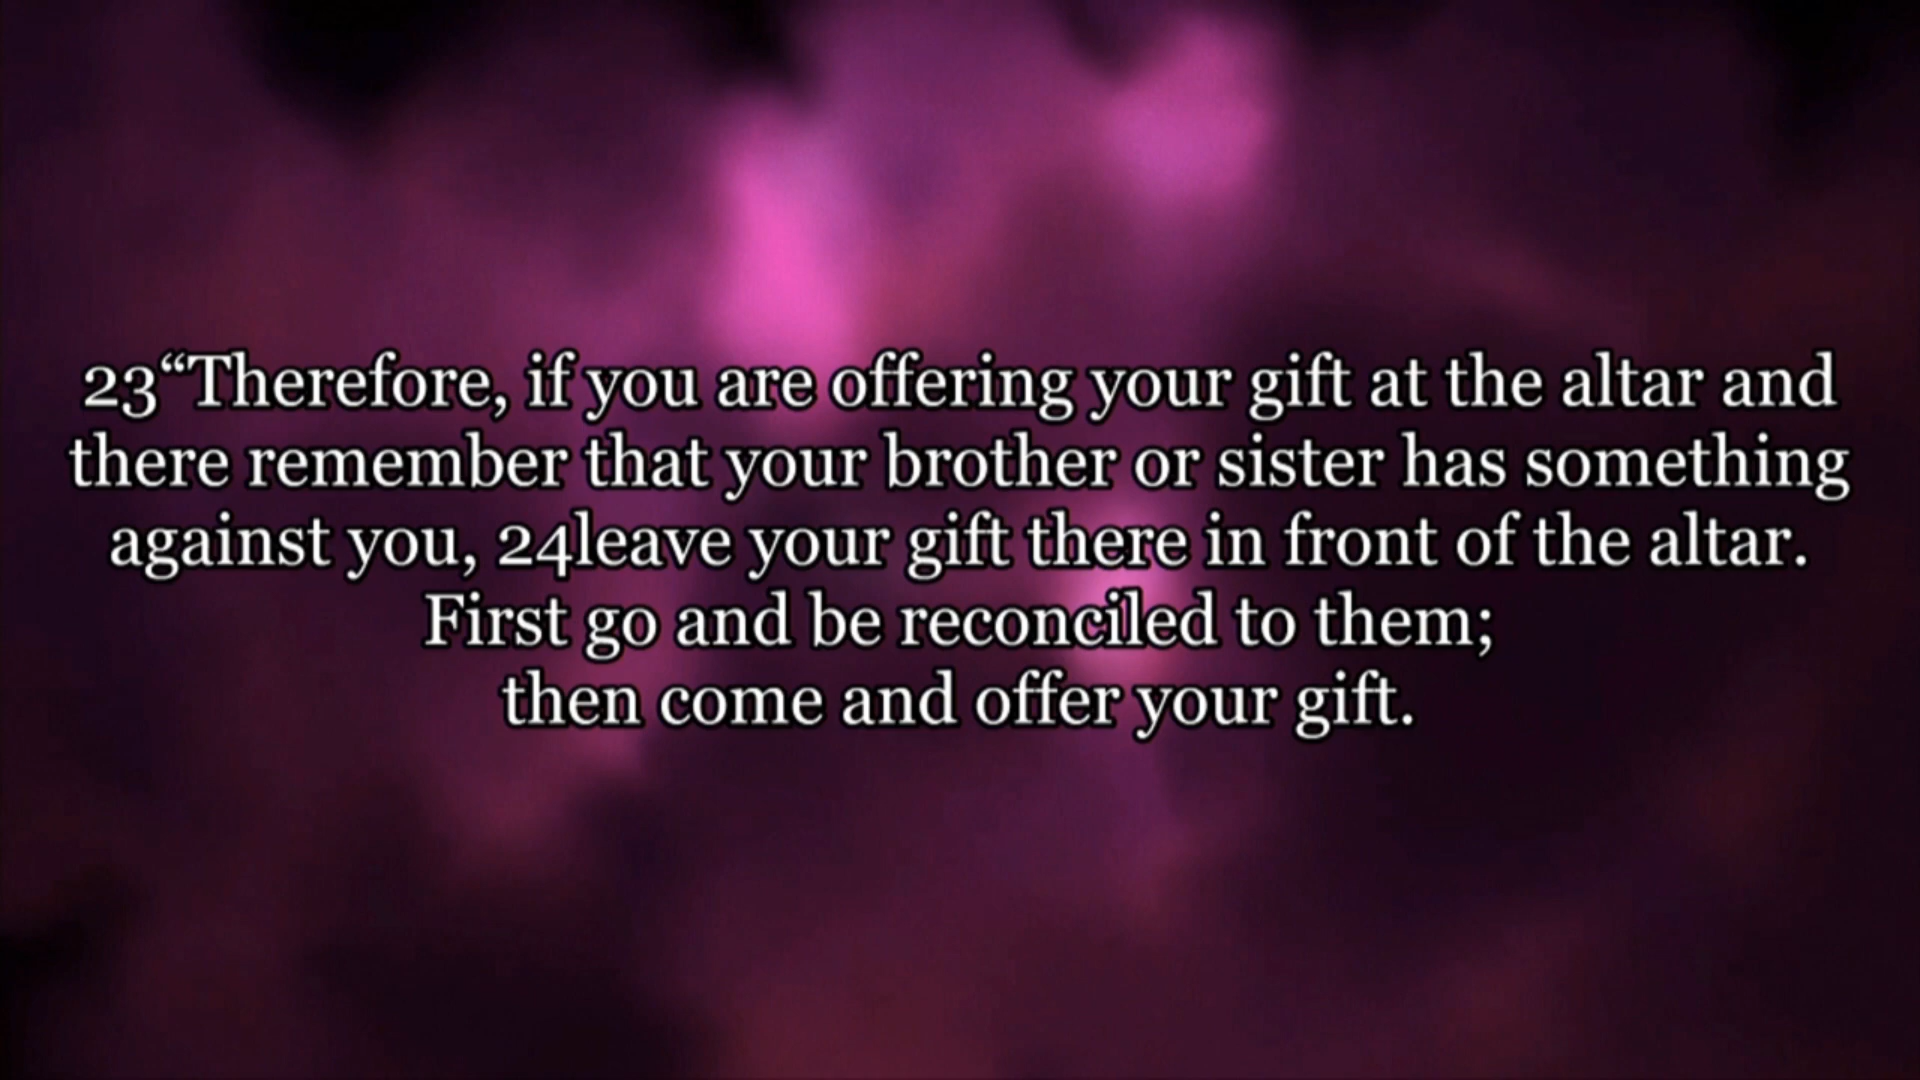 23“Therefore, if you are offering your gift at the altar and
there remember that your brother or sister has something
against you, 24leave your gift there in front of the altar.
First go and be reconciled to them;
then come and offer your gift.